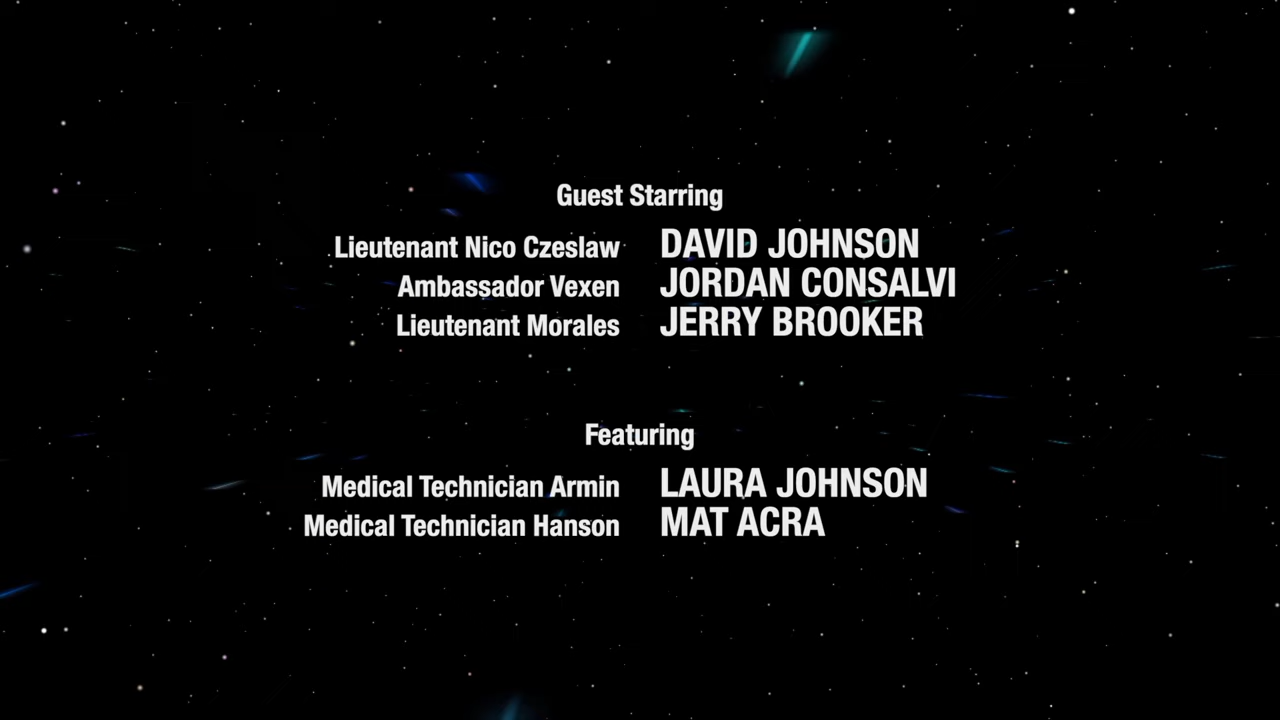 Guest Starring
Lieutenant Nico Czeslaw DAVID JOHNSON
Ambassador Vexen JORDAN CONSALVI
Lieutenant Morales JERRY BROOKER
Featuring
Medical Technician Armin LAURA JOHNSON
Medical Technician Hanson MAT ACRA